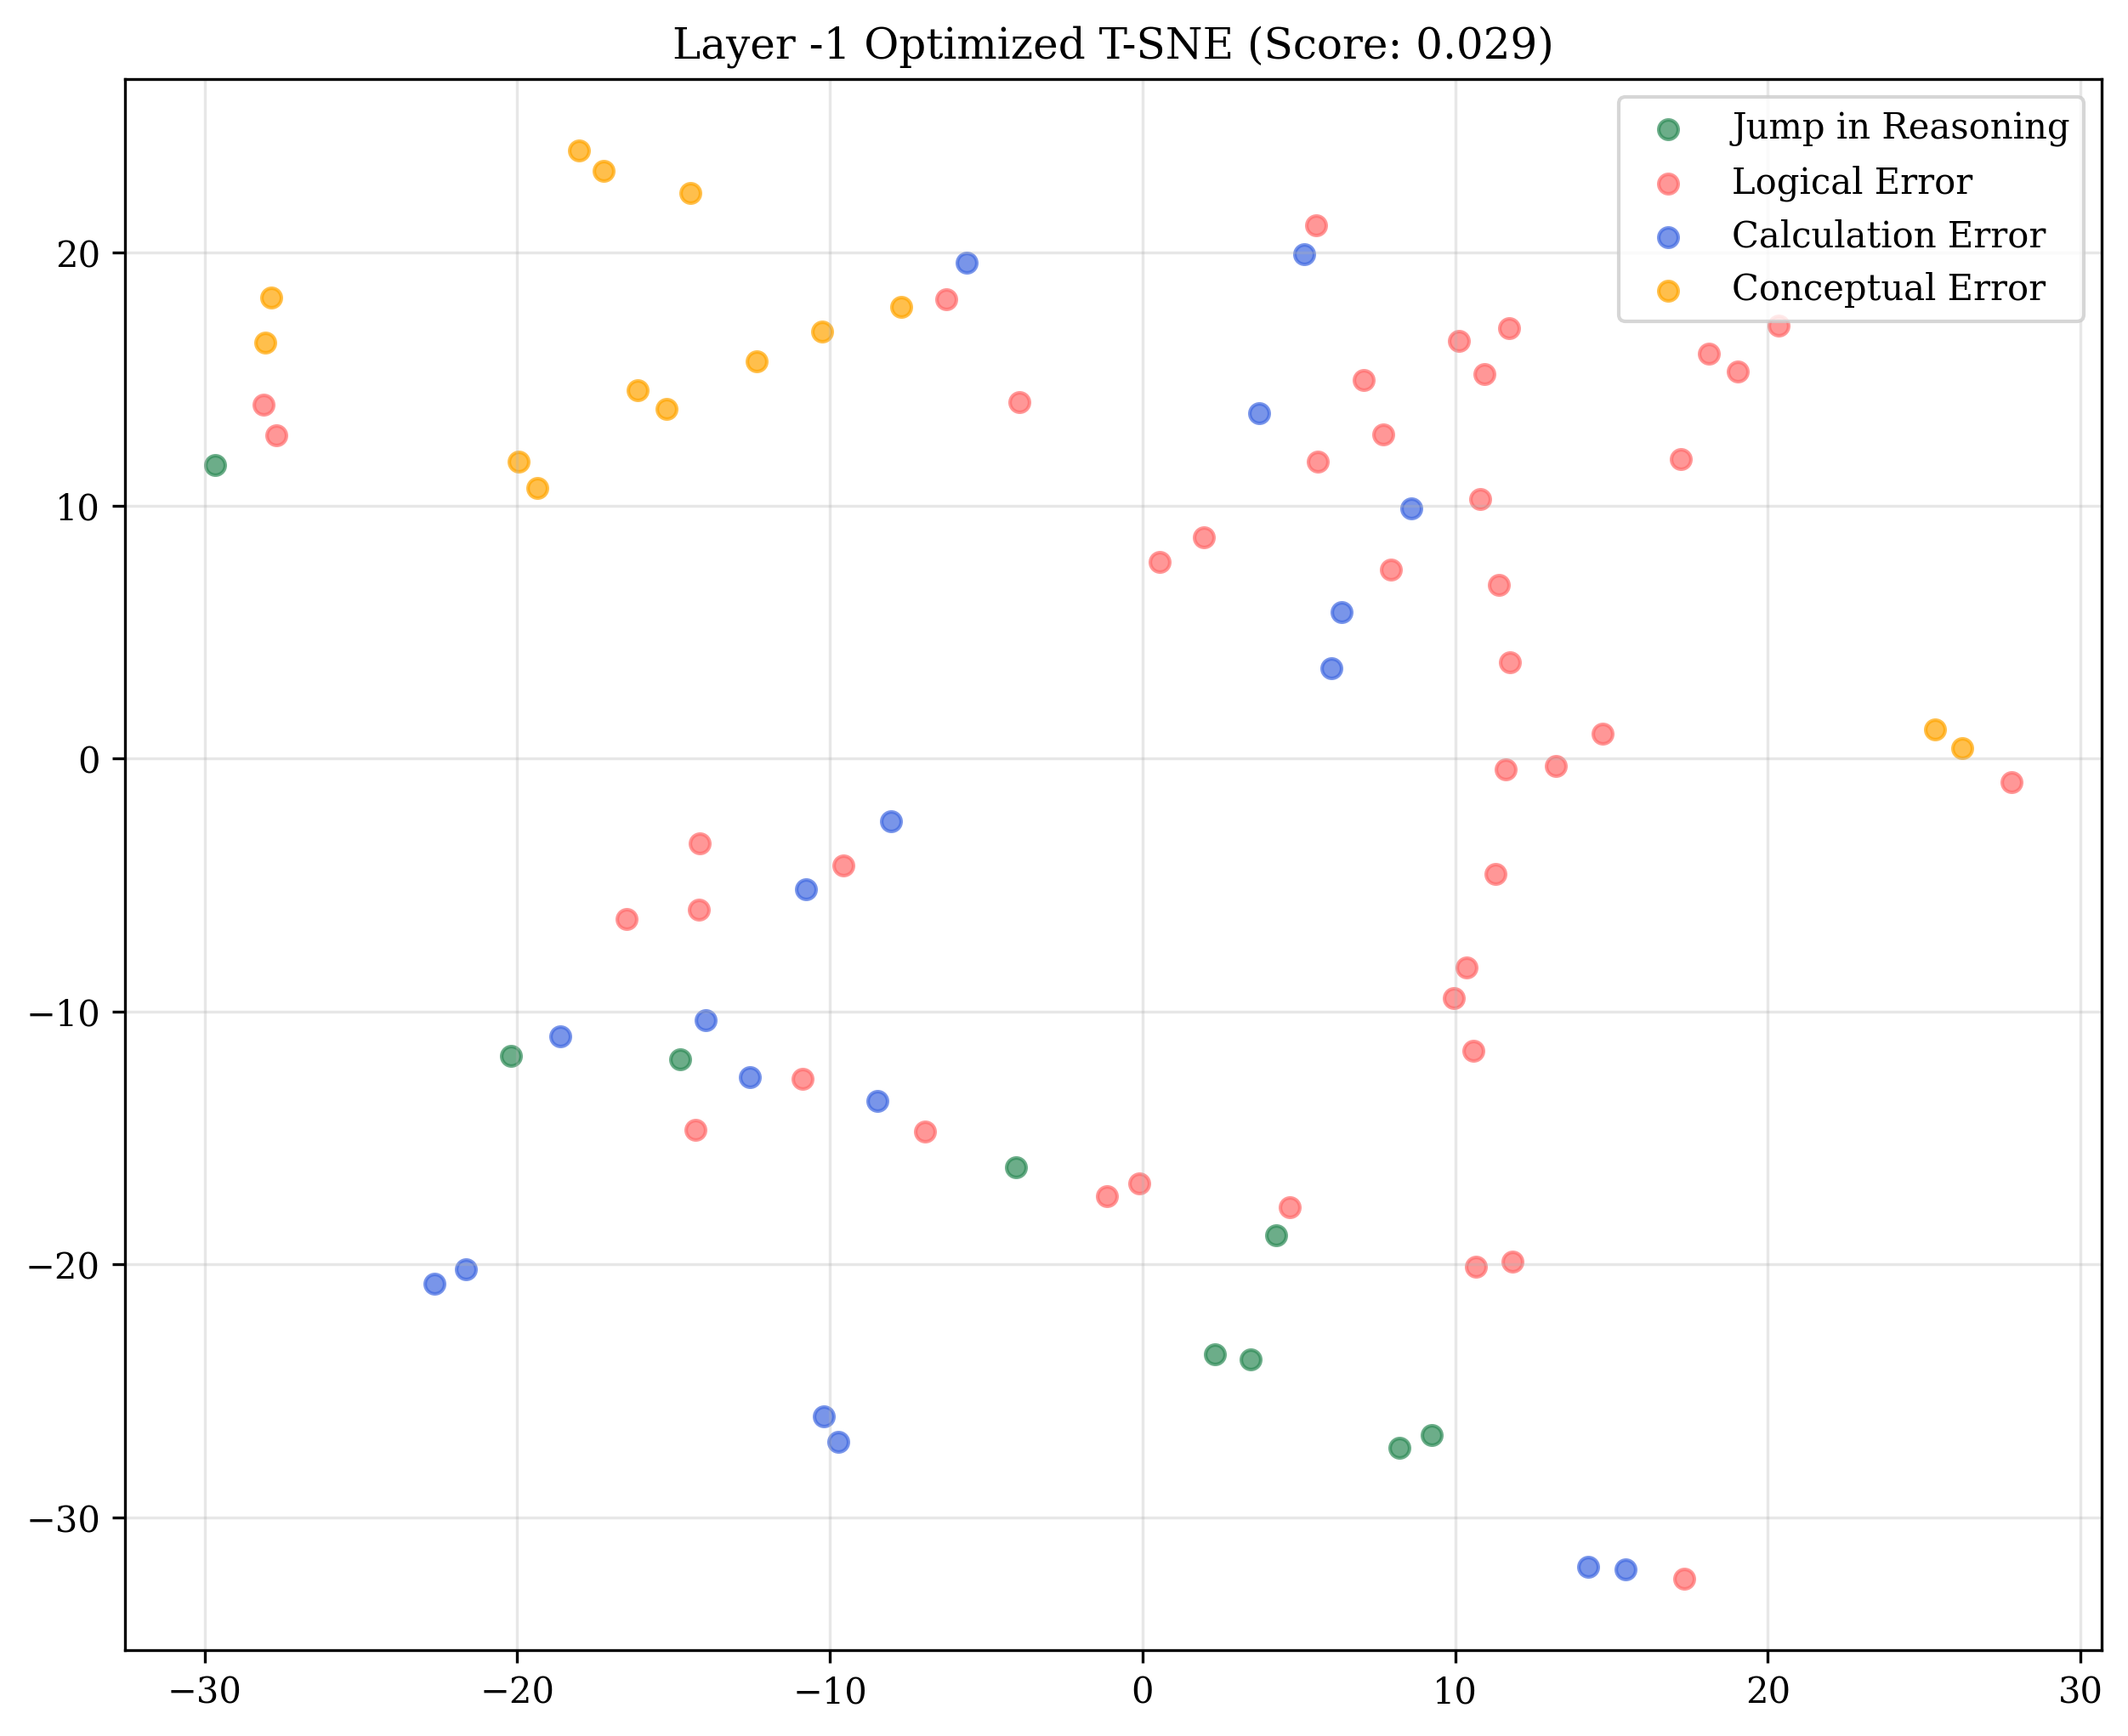 Layer -1 Optimized T-SNE (Score: 0.029)
Jump in Reasoning
Logical Error
Calculation Error
Conceptual Error
20
10
0
−10
−20
−30
−30
−20
−10
0
10
20
30